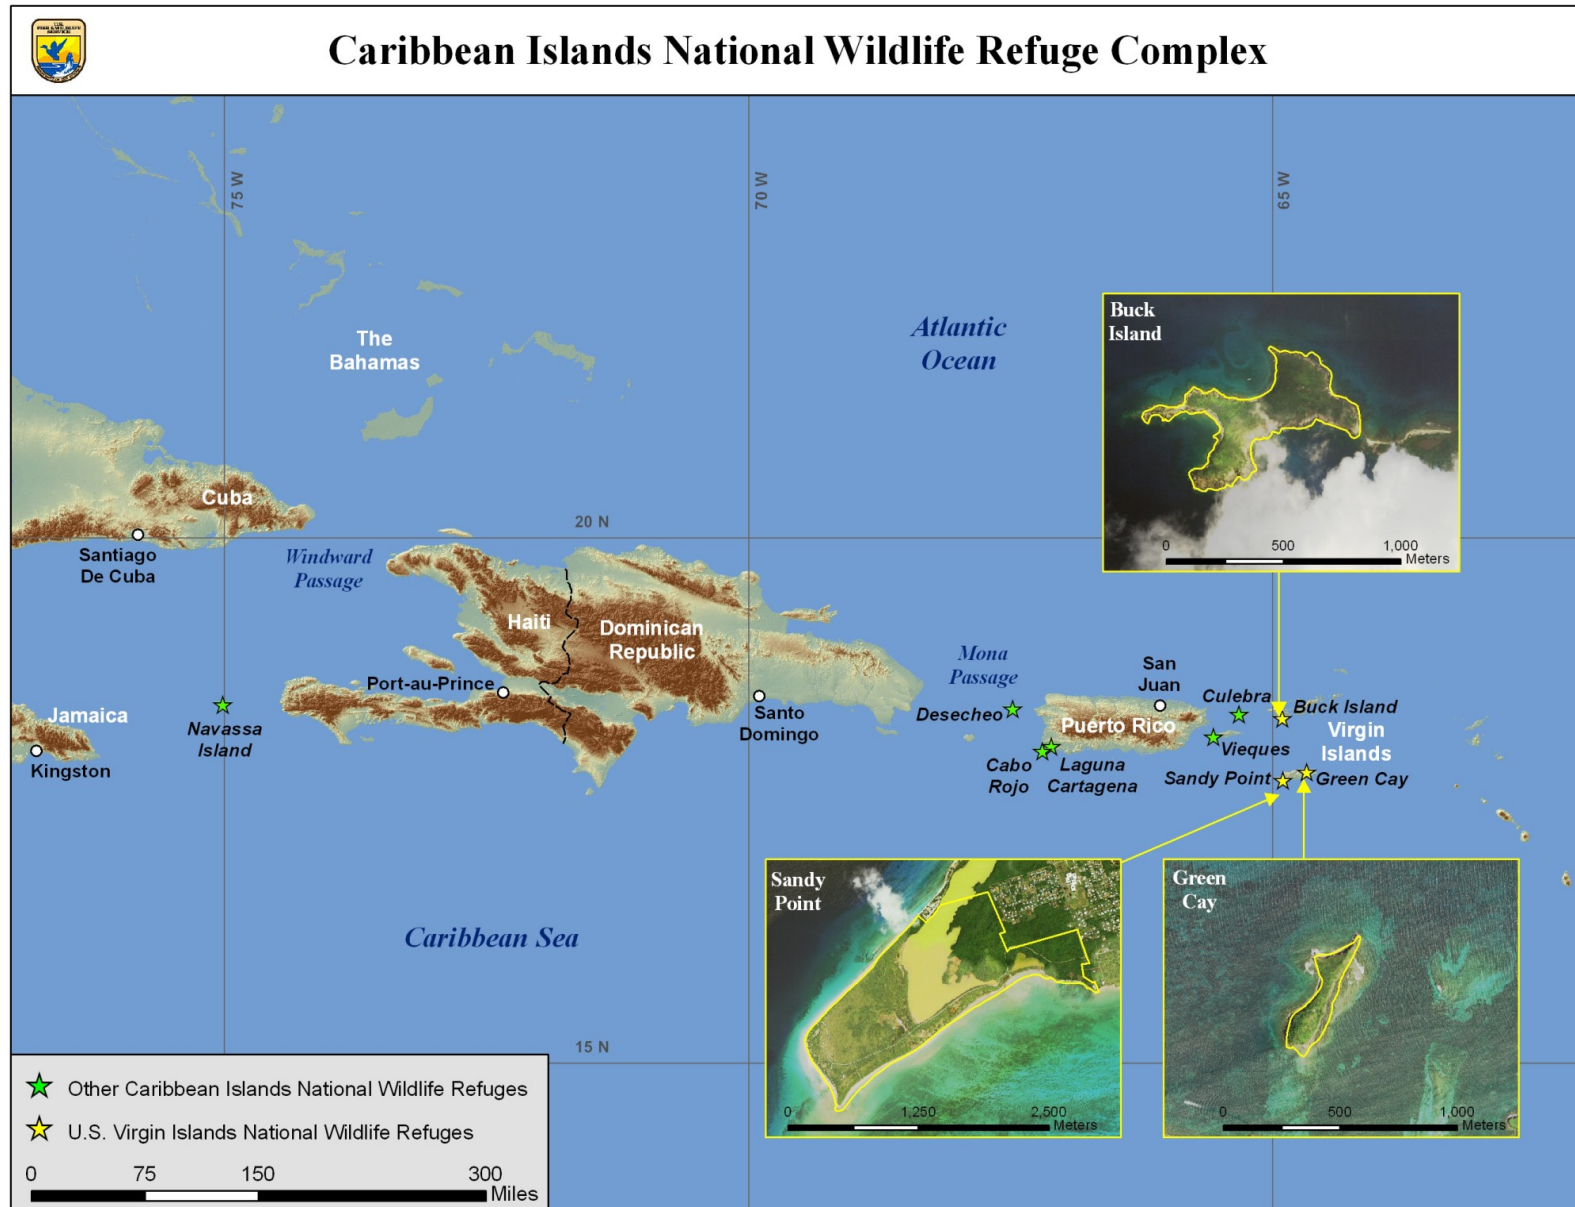 U.S.
FISH & WILDLIFE
SERVICE
Caribbean Islands National Wildlife Refuge Complex
75 W
70 W
65 W
Buck
Island
0 500 1,000
Meters
The
Bahamas
Atlantic
Ocean
Cuba
Santiago
De Cuba
Windward
Passage
20 N
Haiti
Dominican
Republic
Port-au-Prince
Santo
Domingo
Jamaica
Kingston
Navassa
Island
Mona
Passage
Desecheo
San
Juan
Puerto Rico
Culebra
Buck Island
Virgin
Islands
Vieques
Cabo
Rojo
Laguna
Cartagena
Sandy Point
Green Cay
Caribbean Sea
Sandy
Point
0 1,250 2,500
Meters
Green
Cay
0 500 1,000
Meters
15 N
Other Caribbean Islands National Wildlife Refuges
U.S. Virgin Islands National Wildlife Refuges
0 75 150 300
Miles